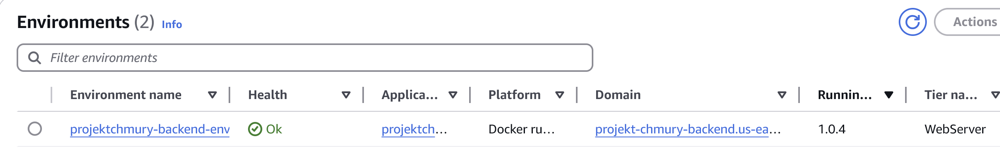 Environments (2) Info
Actions
Filter environments
Environment name Health Applica... Platform Domain Runnin... Tier na...
projektchmury-backend-env Ok projektch... Docker ru... projekt-chmury-backend.us-ea... 1.0.4 WebServer